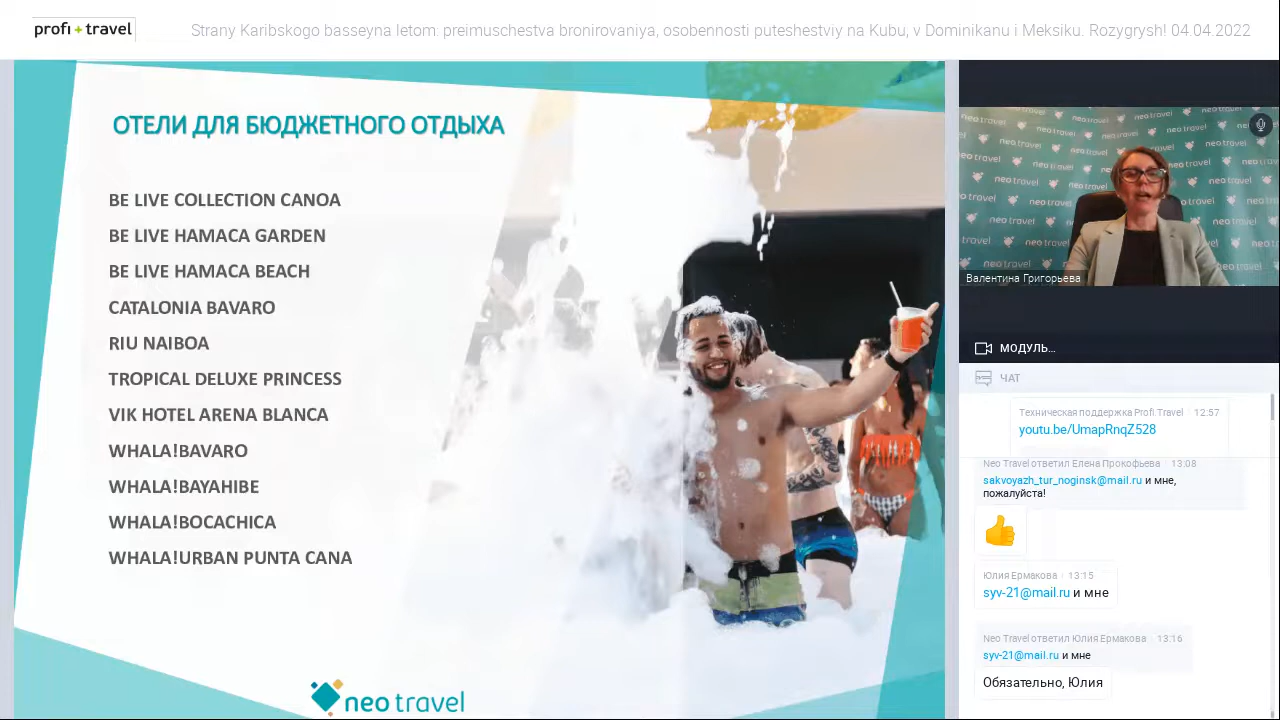 profi travel
Strany Karibskogo basseyna letom: preimuschestva bronirovaniya, osobennosti puteshestviy na Kubu, v Dominikanu i Meksiku. Rozygrysh! 04.04.2022
ОТЕЛИ ДЛЯ БЮДЖЕТНОГО ОТДЫХА
BE LIVE COLLECTION CANOA
BE LIVE HAMACA GARDEN
BE LIVE HAMACA BEACH
CATALONIA BAVARO
RIU NAIBOA
TROPICAL DELUXE PRINCESS
VIK HOTEL ARENA BLANCA
WHALA!BAVARO
WHALA!BAYAHIBE
WHALA!BOCACHICA
WHALA!URBAN PUNTA CANA
neo travel
Валентина Григорьева
МОДУЛЬ...
ЧАТ
Техническая поддержка Profi.Travel 12:57
youtu.be/UmapRnqZ528
Neo Travel ответил Елена Прокофьева 13:08
sakvoyazh_tur_noginsk@mail.ru и мне,
пожалуйста!
Юлия Ермакова 13:15
syv-21@mail.ru и мне
Neo Travel ответил Юлия Ермакова 13:16
syv-21@mail.ru и мне
Обязательно, Юлия